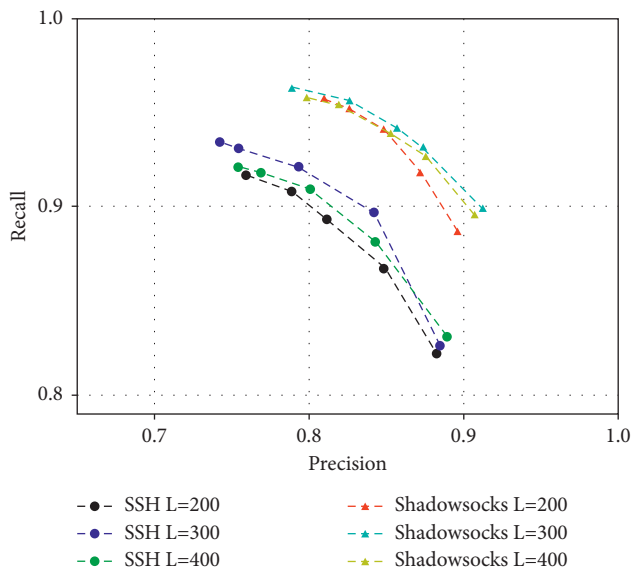 1.0
0.9
0.8
Recall
0.7 0.8 0.9 1.0
Precision
SSH L=200
SSH L=300
SSH L=400
Shadowsocks L=200
Shadowsocks L=300
Shadowsocks L=400